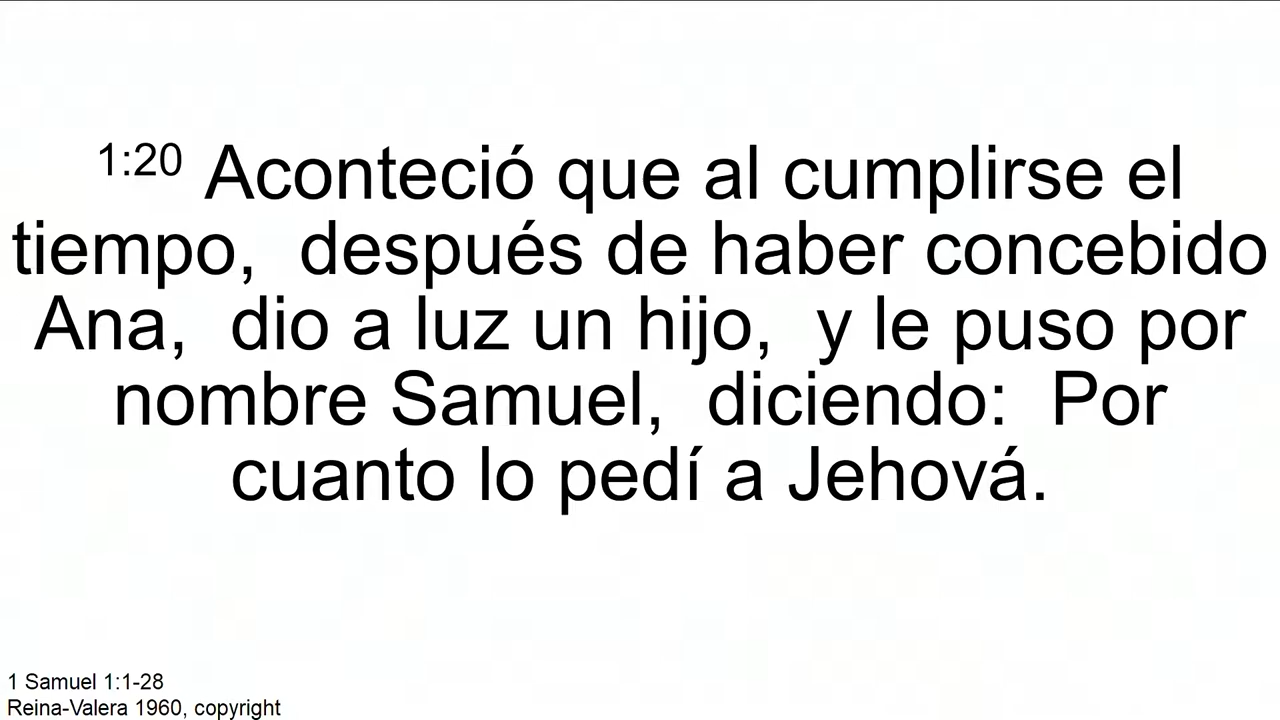 1:20 Aconteció que al cumplirse el
tiempo, después de haber concebido
Ana, dio a luz un hijo, y le puso por
nombre Samuel, diciendo: Por
cuanto lo pedí a Jehová.
1 Samuel 1:1-28
Reina-Valera 1960, copyright